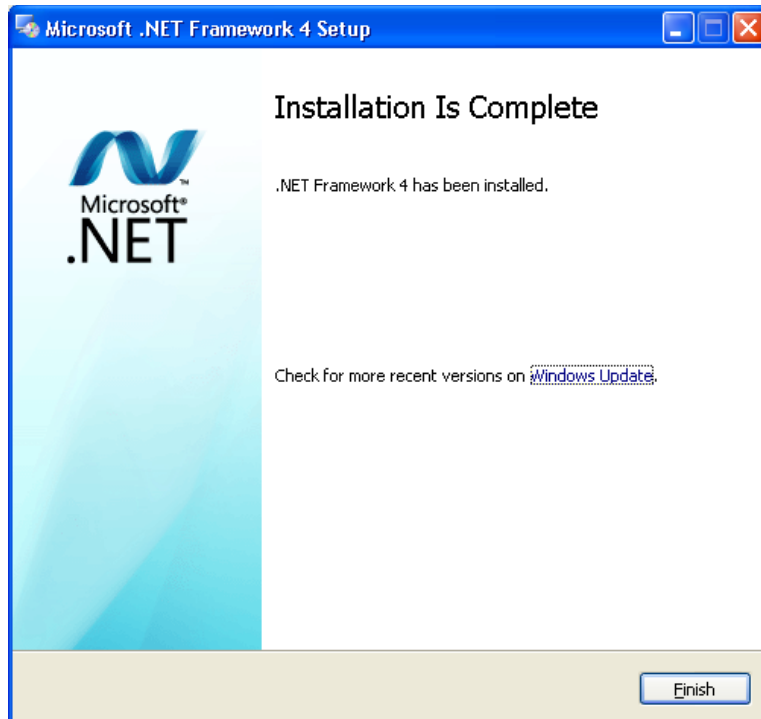 Microsoft .NET Framework 4 Setup
Installation Is Complete
.NET Framework 4 has been installed.
Microsoft®
.NET
Check for more recent versions on Windows Update.
Finish